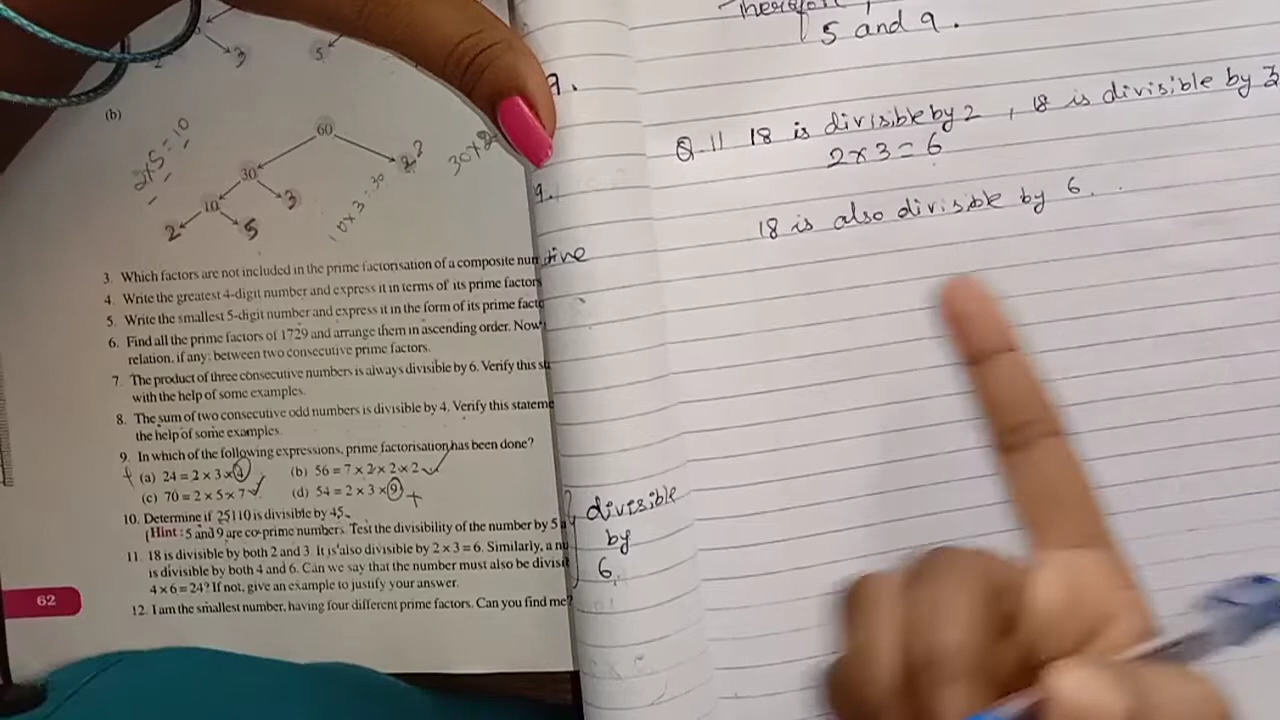 3
5
(b)
2x5=10
60
30
2 2
30x2
10
3
10x3=30
2
5
3. Which factors are not included in the prime factorisation of a composite num
4. Write the greatest 4-digit number and express it in terms of its prime factors
5. Write the smallest 5-digit number and express it in the form of its prime facto
6. Find all the prime factors of 1729 and arrange them in ascending order. Now
relation, if any; between two consecutive prime factors.
7. The product of three consecutive numbers is always divisible by 6. Verify this st
with the help of some examples.
8. The sum of two consecutive odd numbers is divisible by 4. Verify this stateme
the help of some examples.
9. In which of the following expressions, prime factorisation has been done?
(a) 24 = 2 × 3 × 4 (b) 56 = 7 × 2 × 2 × 2
(c) 70 = 2 × 5 × 7 (d) 54 = 2 × 3 × 9
10. Determine if 25110 is divisible by 45.
(Hint : 5 and 9 are co-prime numbers. Test the divisibility of the number by 5 a
11. 18 is divisible by both 2 and 3. It is also divisible by 2 × 3 = 6. Similarly, a nu
is divisible by both 4 and 6. Can we say that the number must also be divisi
4 × 6 = 24? If not, give an example to justify your answer.
12. I am the smallest number, having four different prime factors. Can you find me?
62
5 and 9.
9.
Q.11 18 is divisible by 2, 18 is divisible by 3
2x3=6
9.
18 is also divisible by 6.
divisible
by
6.